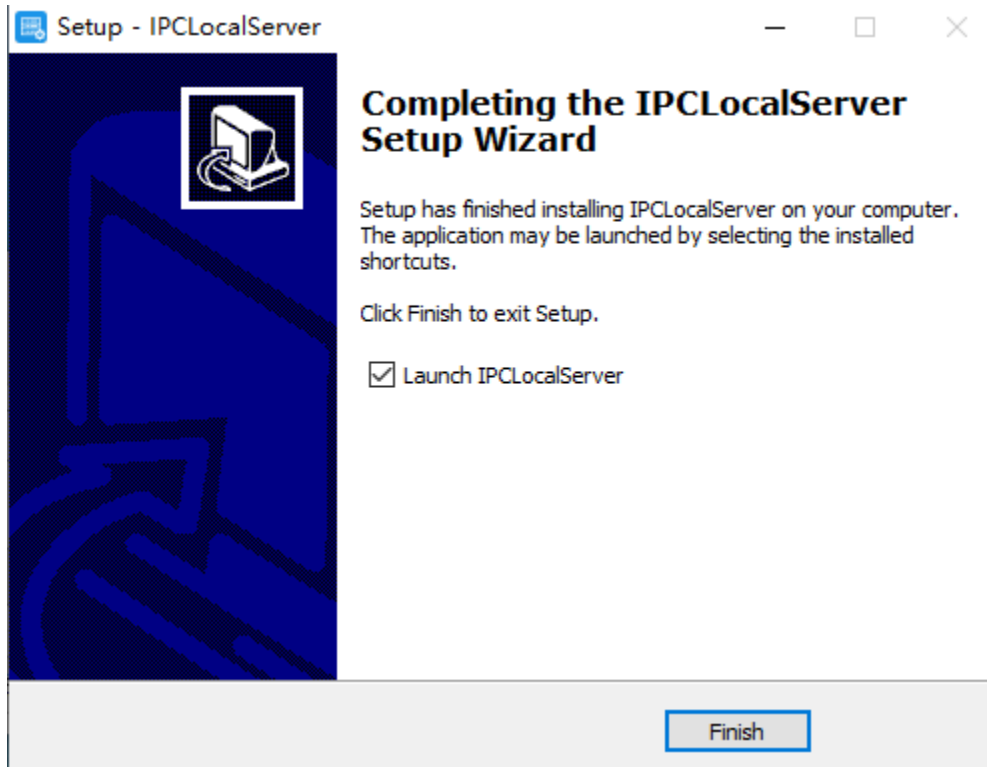 Setup - IPCLocalServer
Completing the IPCLocalServer
Setup Wizard
Setup has finished installing IPCLocalServer on your computer.
The application may be launched by selecting the installed
shortcuts.
Click Finish to exit Setup.
Launch IPCLocalServer
Finish